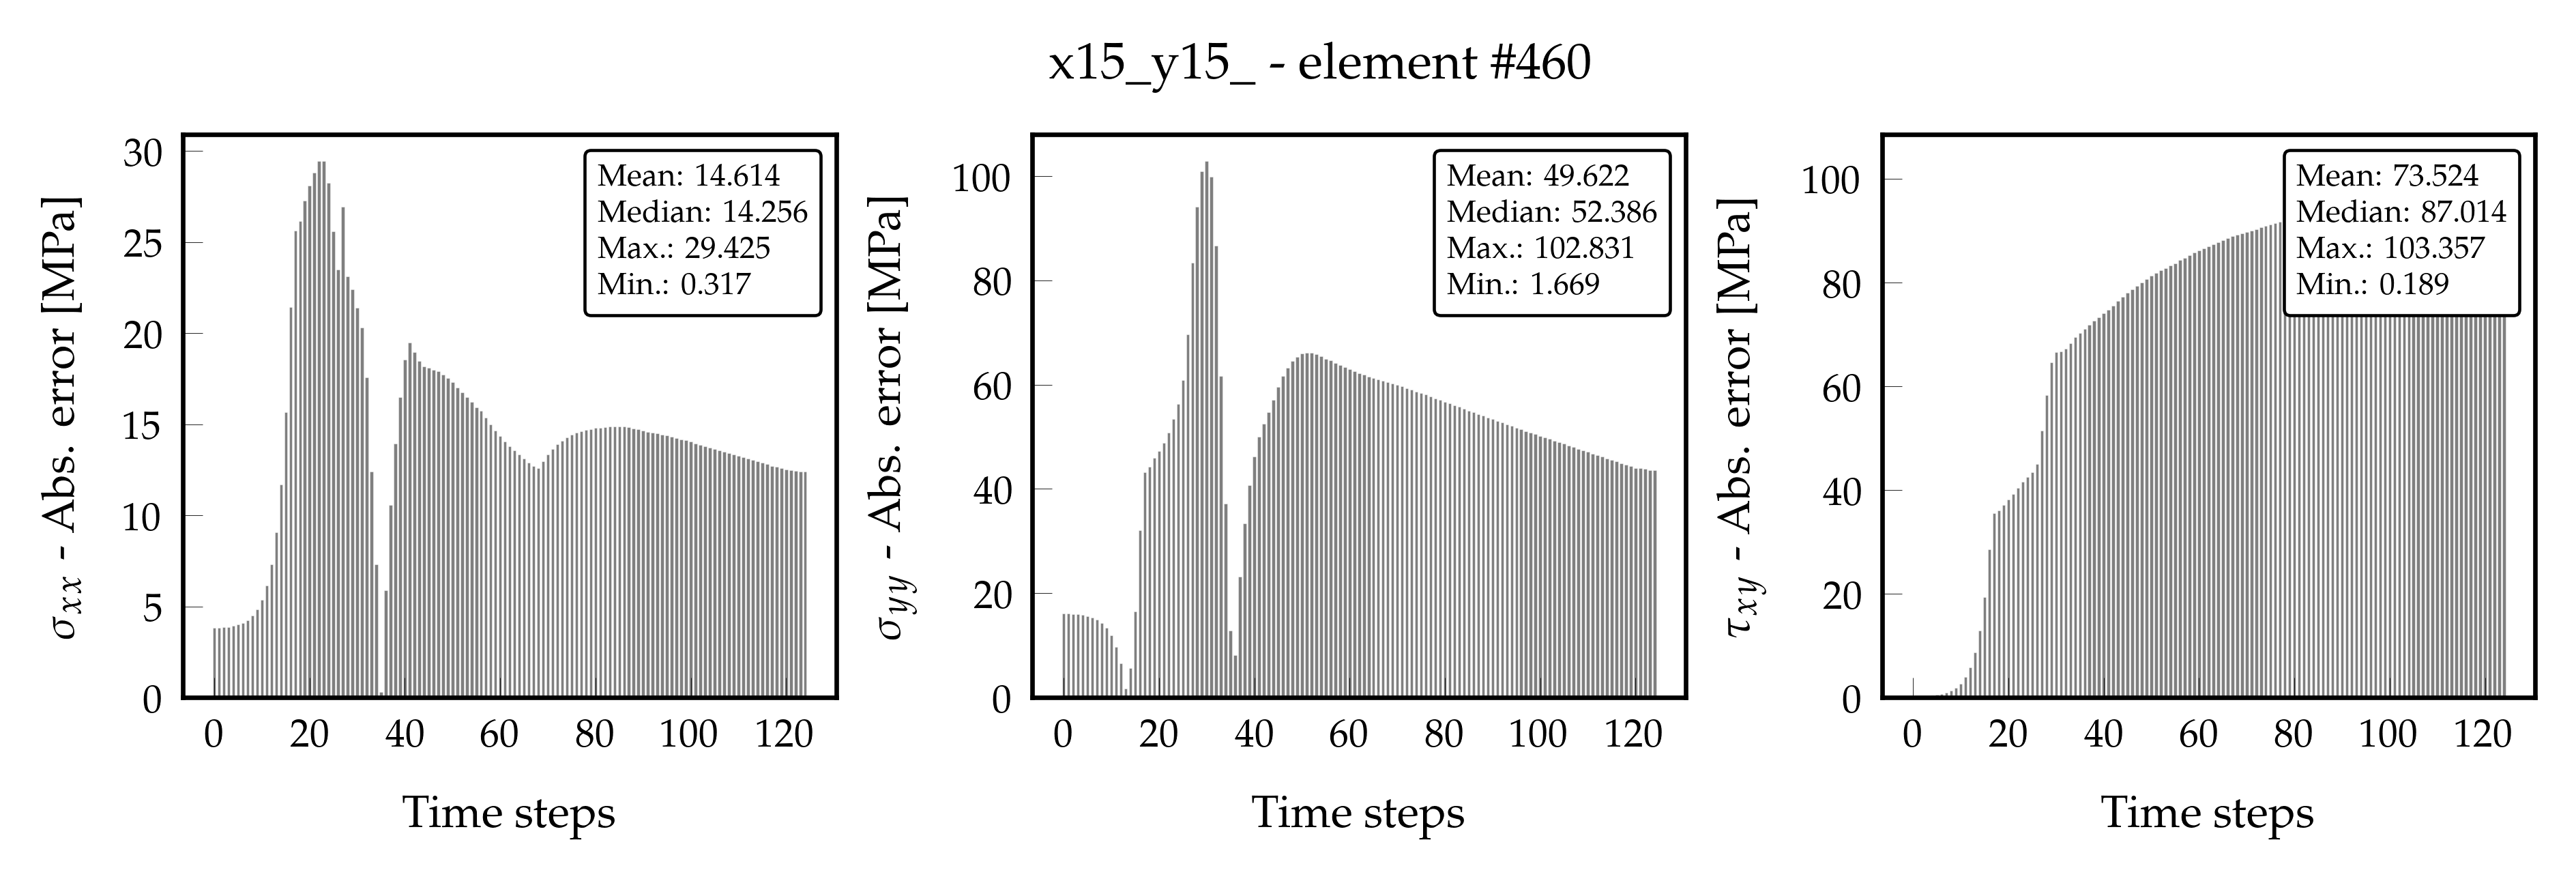 x15_y15_ - element #460
σxx - Abs. error [MPa]
30
25
20
15
10
5
0
Mean: 14.614
Median: 14.256
Max.: 29.425
Min.: 0.317
0 20 40 60 80 100 120
Time steps
σyy - Abs. error [MPa]
100
80
60
40
20
0
Mean: 49.622
Median: 52.386
Max.: 102.831
Min.: 1.669
0 20 40 60 80 100 120
Time steps
τxy - Abs. error [MPa]
100
80
60
40
20
0
Mean: 73.524
Median: 87.014
Max.: 103.357
Min.: 0.189
0 20 40 60 80 100 120
Time steps